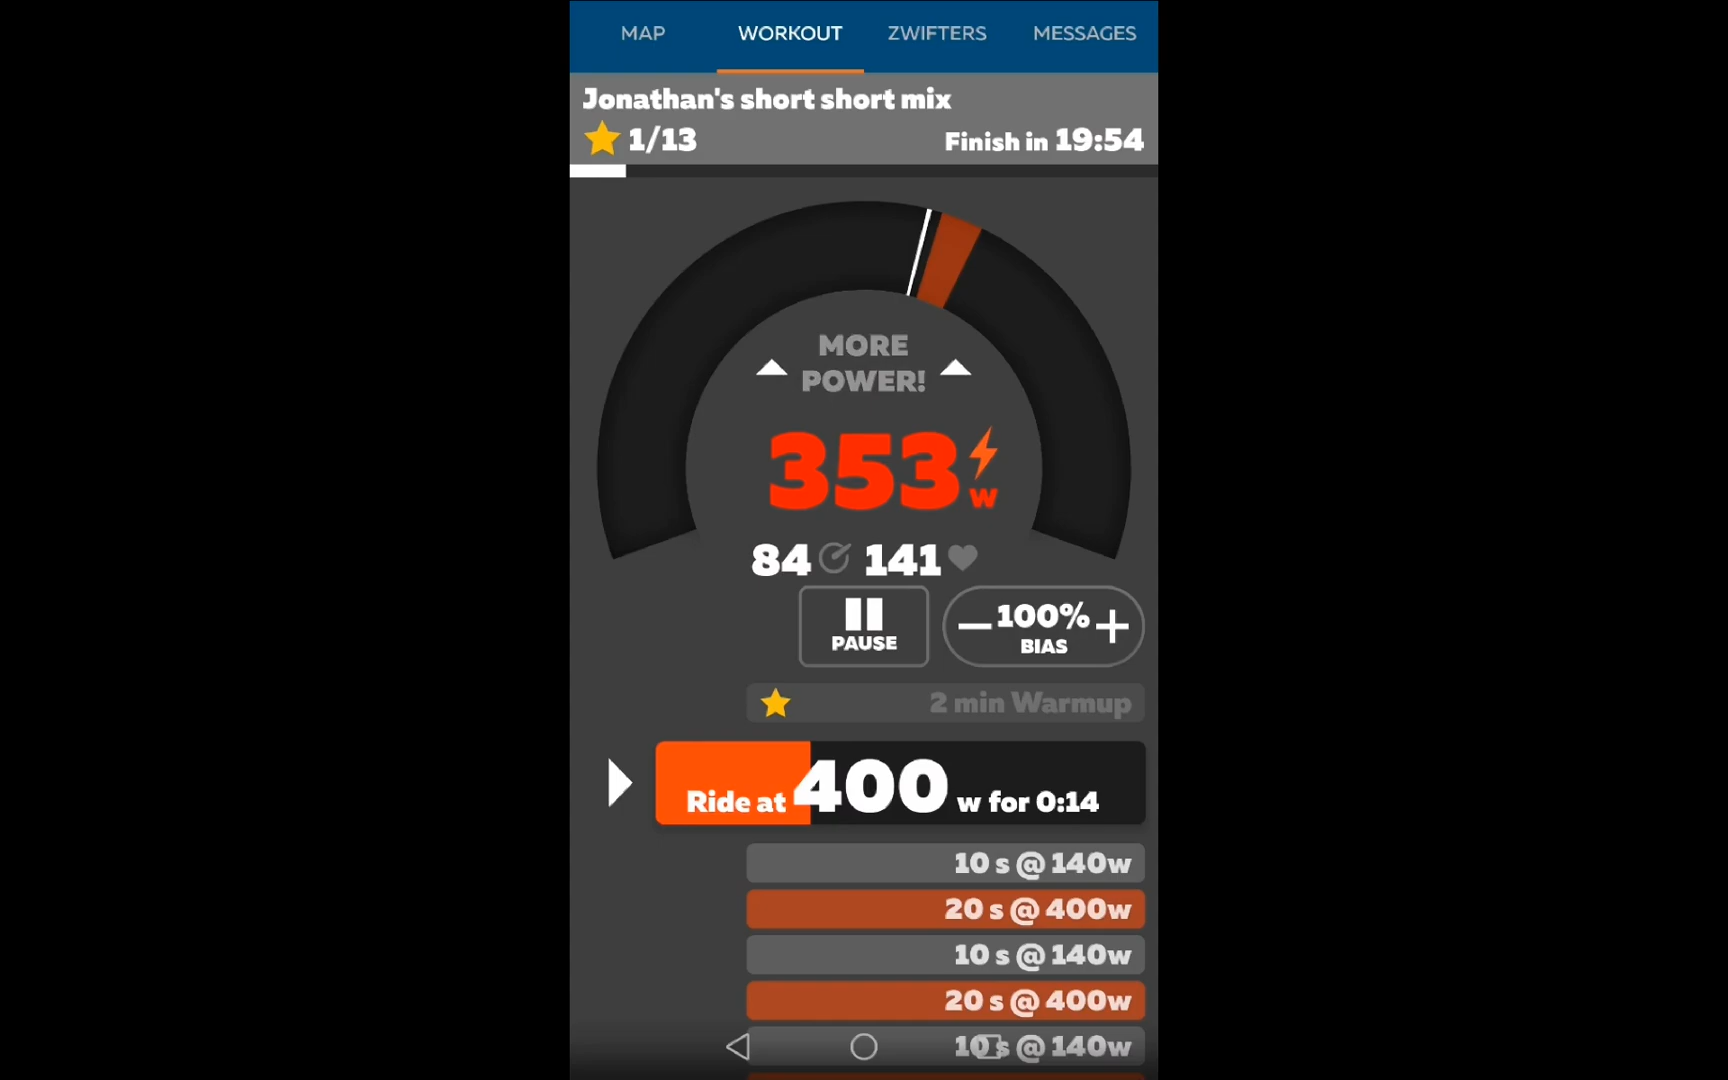 MAP WORKOUT ZWIFTERS MESSAGES
Jonathan's short short mix
1/13 Finish in 19:54
MORE
POWER!
353 w
84 141
PAUSE
100%
BIAS
2 min Warmup
Ride at 400 w for 0:14
10 s @ 140w
20 s @ 400w
10 s @ 140w
20 s @ 400w
10 s @ 140w